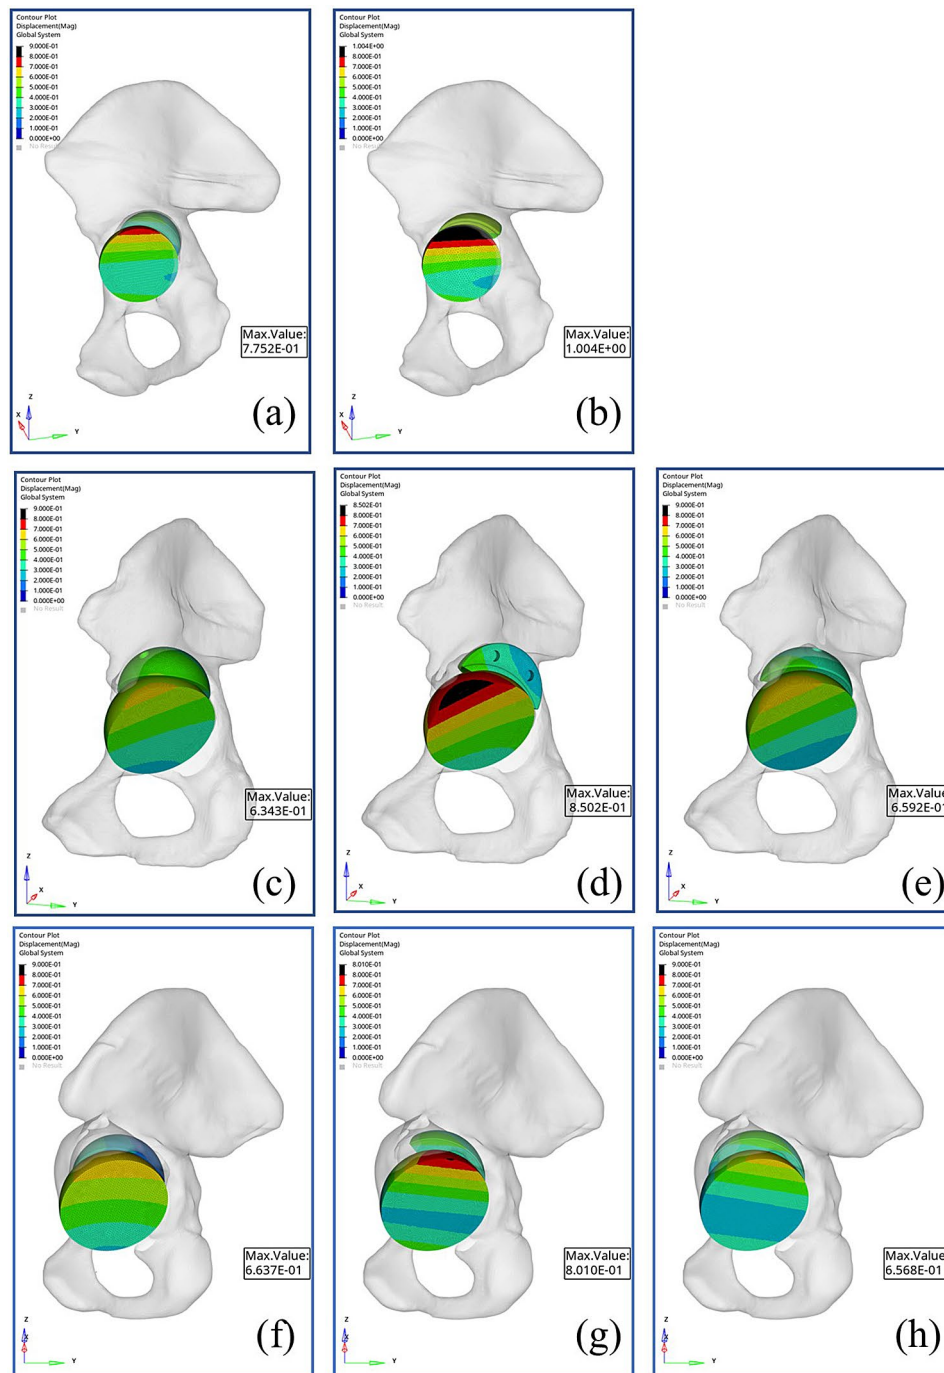 Contour Plot
Displacement(Mag)
Global System
9.000E-01
8.000E-01
7.000E-01
6.000E-01
5.000E-01
4.000E-01
3.000E-01
2.000E-01
1.000E-01
0.000E+00
No Result
Max.Value:
7.752E-01
Z
X
Y
(a)
Contour Plot
Displacement(Mag)
Global System
1.004E+00
8.000E-01
7.000E-01
6.000E-01
5.000E-01
4.000E-01
3.000E-01
2.000E-01
1.000E-01
0.000E+00
No Result
Max.Value:
1.004E+00
Z
X
Y
(b)
Contour Plot
Displacement(Mag)
Global System
9.000E-01
8.000E-01
7.000E-01
6.000E-01
5.000E-01
4.000E-01
3.000E-01
2.000E-01
1.000E-01
0.000E+00
No Result
Max.Value:
6.343E-01
Z
X
Y
(c)
Contour Plot
Displacement(Mag)
Global System
8.502E-01
8.000E-01
7.000E-01
6.000E-01
5.000E-01
4.000E-01
3.000E-01
2.000E-01
1.000E-01
0.000E+00
No Result
Max.Value:
8.502E-01
Z
X
Y
(d)
Contour Plot
Displacement(Mag)
Global System
9.000E-01
8.000E-01
7.000E-01
6.000E-01
5.000E-01
4.000E-01
3.000E-01
2.000E-01
1.000E-01
0.000E+00
No Result
Max.Value
6.592E-01
Z
X
Y
(e)
Contour Plot
Displacement(Mag)
Global System
9.000E-01
8.000E-01
7.000E-01
6.000E-01
5.000E-01
4.000E-01
3.000E-01
2.000E-01
1.000E-01
0.000E+00
No Result
Max.Value:
6.637E-01
Z
X
Y
(f)
Contour Plot
Displacement(Mag)
Global System
8.010E-01
8.000E-01
7.000E-01
6.000E-01
5.000E-01
4.000E-01
3.000E-01
2.000E-01
1.000E-01
0.000E+00
No Result
Max.Value:
8.010E-01
Z
X
Y
(g)
Contour Plot
Displacement(Mag)
Global System
9.000E-01
8.000E-01
7.000E-01
6.000E-01
5.000E-01
4.000E-01
3.000E-01
2.000E-01
1.000E-01
0.000E+00
No Result
Max.Value:
6.568E-01
Z
X
Y
(h)